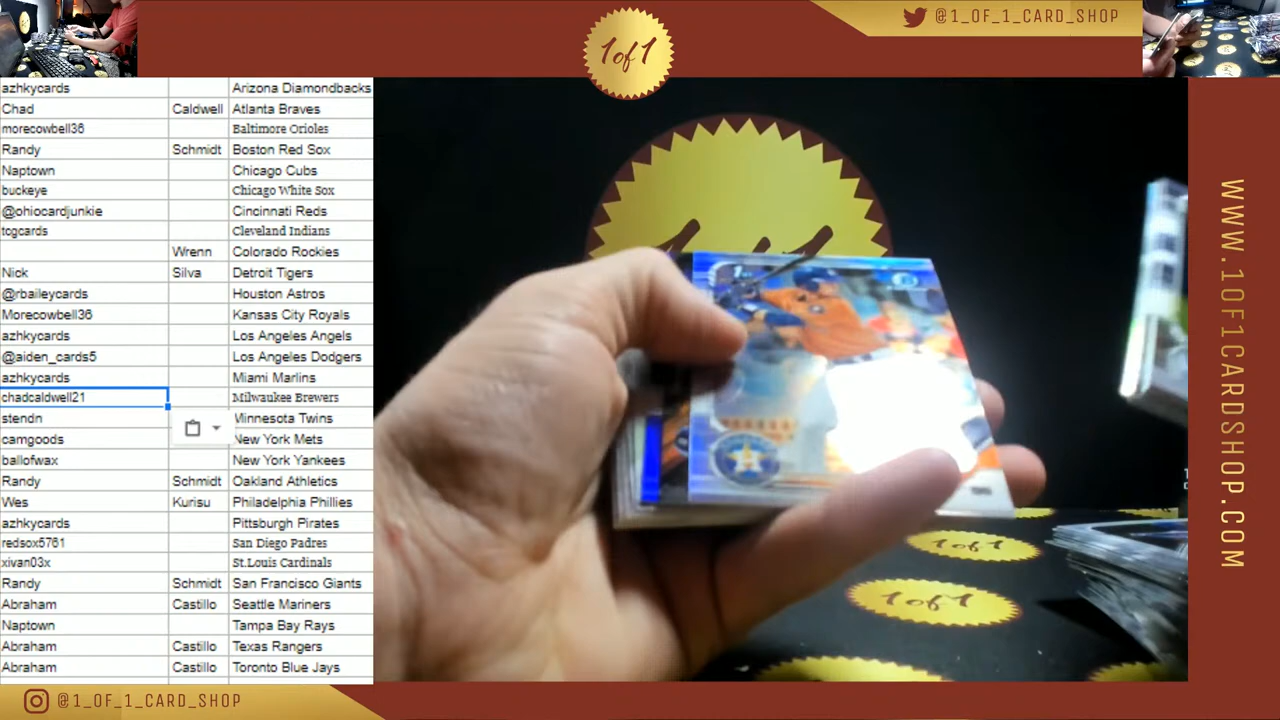 1of1
@1_OF_1_CARD_SHOP
azhkycards Arizona Diamondbacks
Chad Caldwell Atlanta Braves
morecowbell36 Baltimore Orioles
Randy Schmidt Boston Red Sox
Naptown Chicago Cubs
buckeye Chicago White Sox
@ohiocardjunkie Cincinnati Reds
tcgcards Cleveland Indians
Wrenn Colorado Rockies
Nick Silva Detroit Tigers
@rbaileycards Houston Astros
Morecowbell36 Kansas City Royals
azhkycards Los Angeles Angels
@aiden_cards5 Los Angeles Dodgers
azhkycards Miami Marlins
chadcaldwell21 Milwaukee Brewers
stendn Minnesota Twins
camgoods New York Mets
ballofwax New York Yankees
Randy Schmidt Oakland Athletics
Wes Kurisu Philadelphia Phillies
azhkycards Pittsburgh Pirates
redsox5761 San Diego Padres
xivan03x St.Louis Cardinals
Randy Schmidt San Francisco Giants
Abraham Castillo Seattle Mariners
Naptown Tampa Bay Rays
Abraham Castillo Texas Rangers
Abraham Castillo Toronto Blue Jays
1st
1of1
1of1
WWW.1OF1CARDSHOP.COM
@1_OF_1_CARD_SHOP